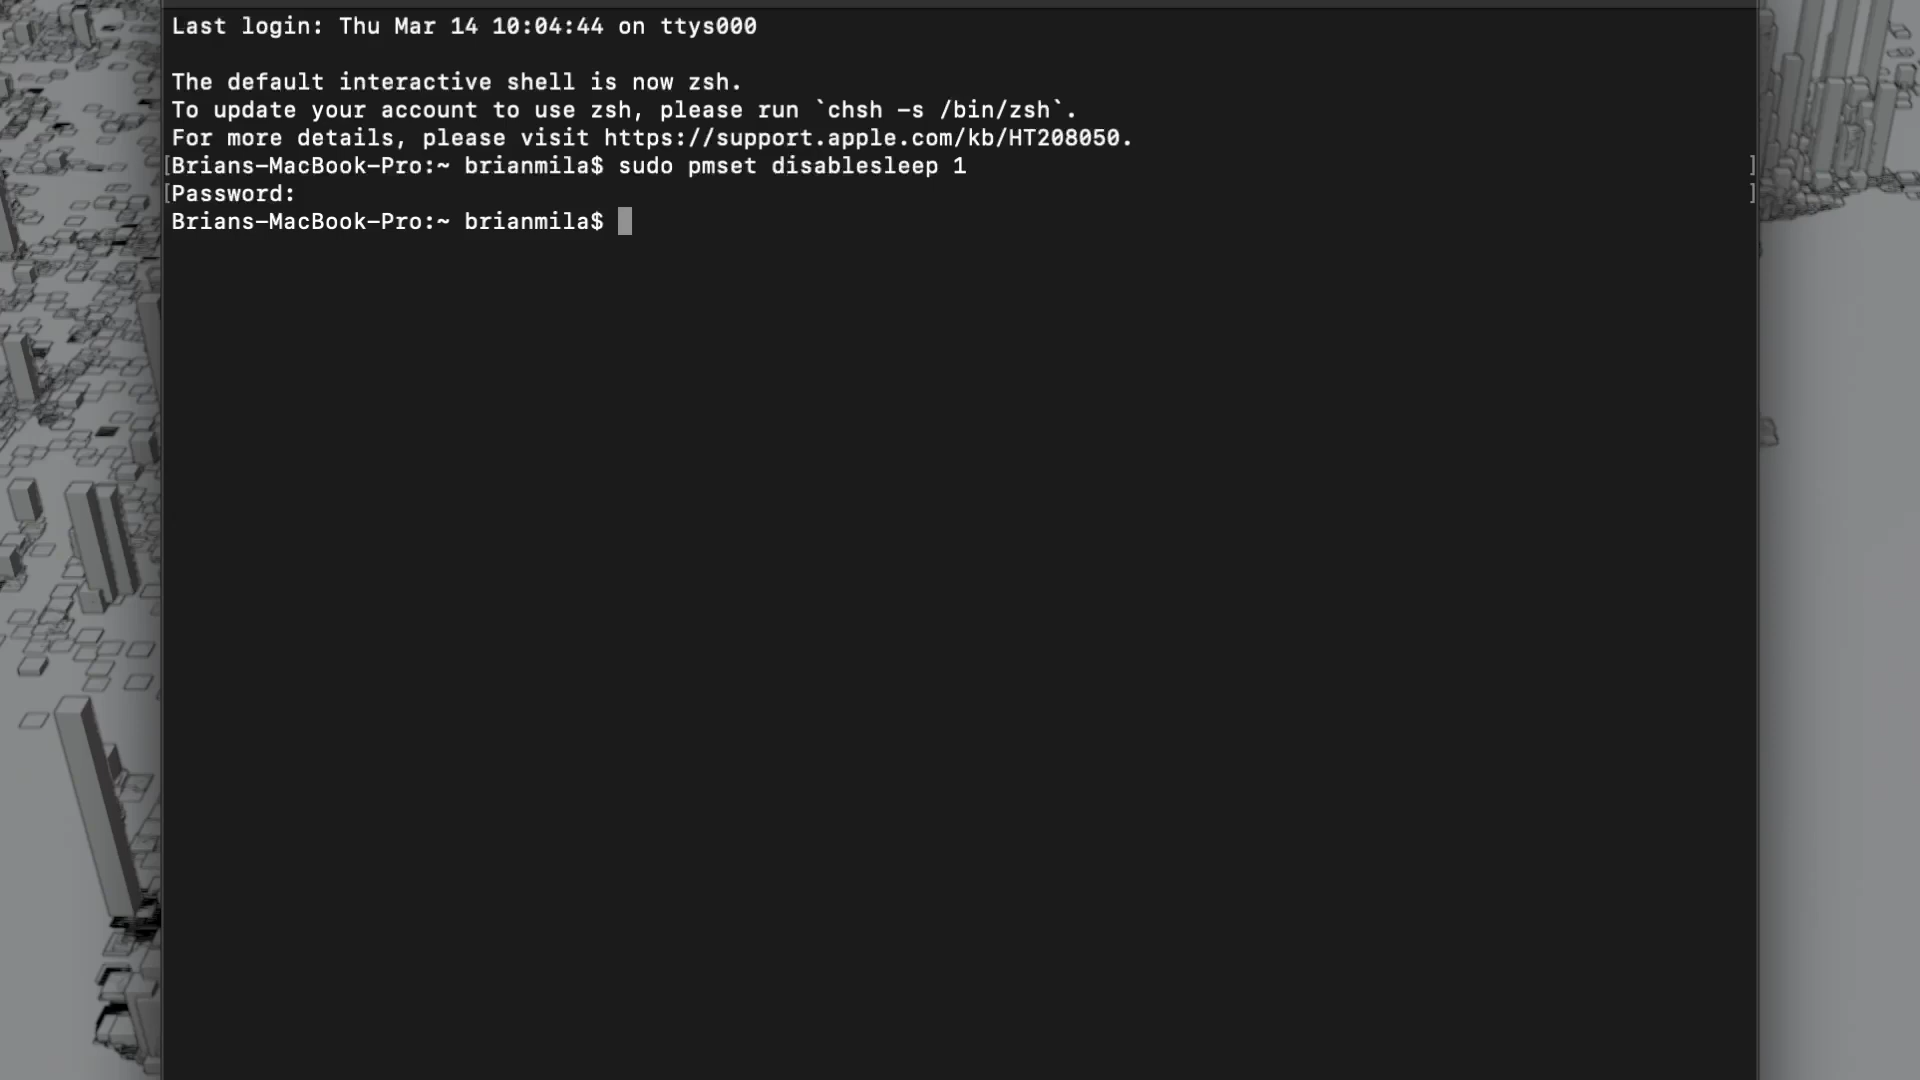 Last login: Thu Mar 14 10:04:44 on ttys000
The default interactive shell is now zsh.
To update your account to use zsh, please run `chsh -s /bin/zsh`.
For more details, please visit https://support.apple.com/kb/HT208050.
[Brians-MacBook-Pro:~ brianmila$ sudo pmset disablesleep 1 ]
[Password: ]
Brians-MacBook-Pro:~ brianmila$